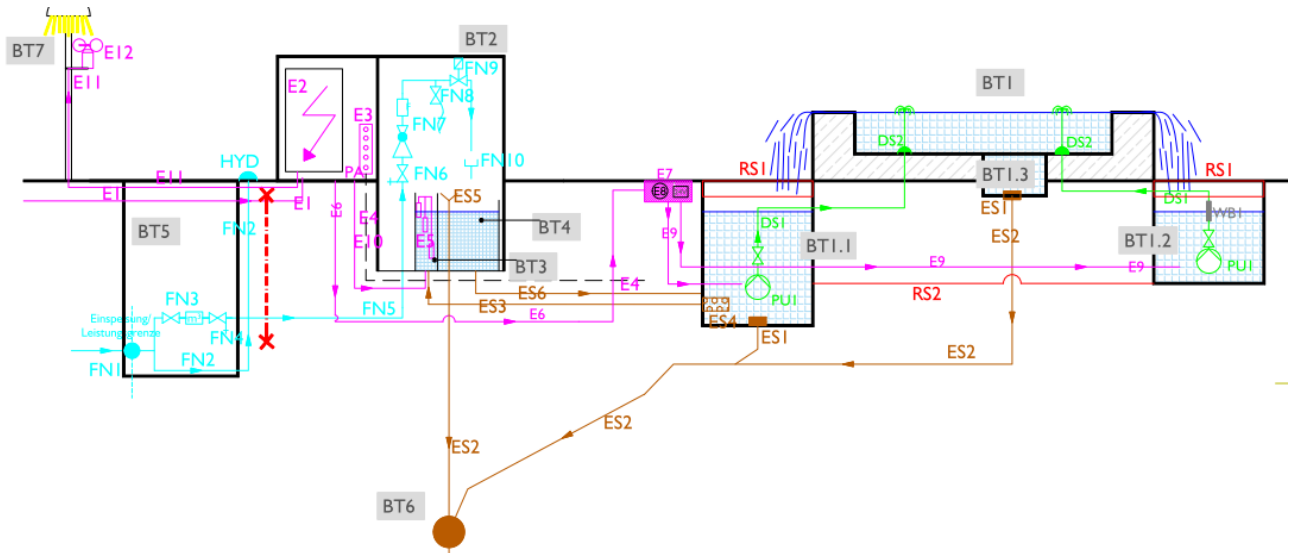 BT7
E12
E11
BT2
E2
FN9
FN8
E3
FN7
BT1
DS2
DS2
HYD
PA
FN6
FN10
E7
E8
RS1
BT1.3
RS1
E11
E1
E1
E6
ES5
ES1
DS1
DS1
WB1
FN2
BT5
E4
E10
E5
BT4
BT3
E9
BT1.1
ES2
BT1.2
E9
E9
PU1
FN3
m³
Einspeisung/
Leistungsgrenze
FN4
FN5
ES3
ES6
E4
ES4
PU1
RS2
E6
E6
FN1
FN2
ES1
ES2
ES2
ES2
BT6